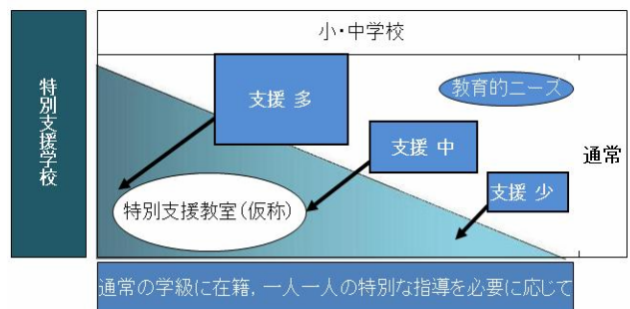 小・中学校
特別支援学校
支援 多
教育的ニーズ
支援 中
通常
支援 少
特別支援教室(仮称)
通常の学級に在籍，一人一人の特別な指導を必要に応じて